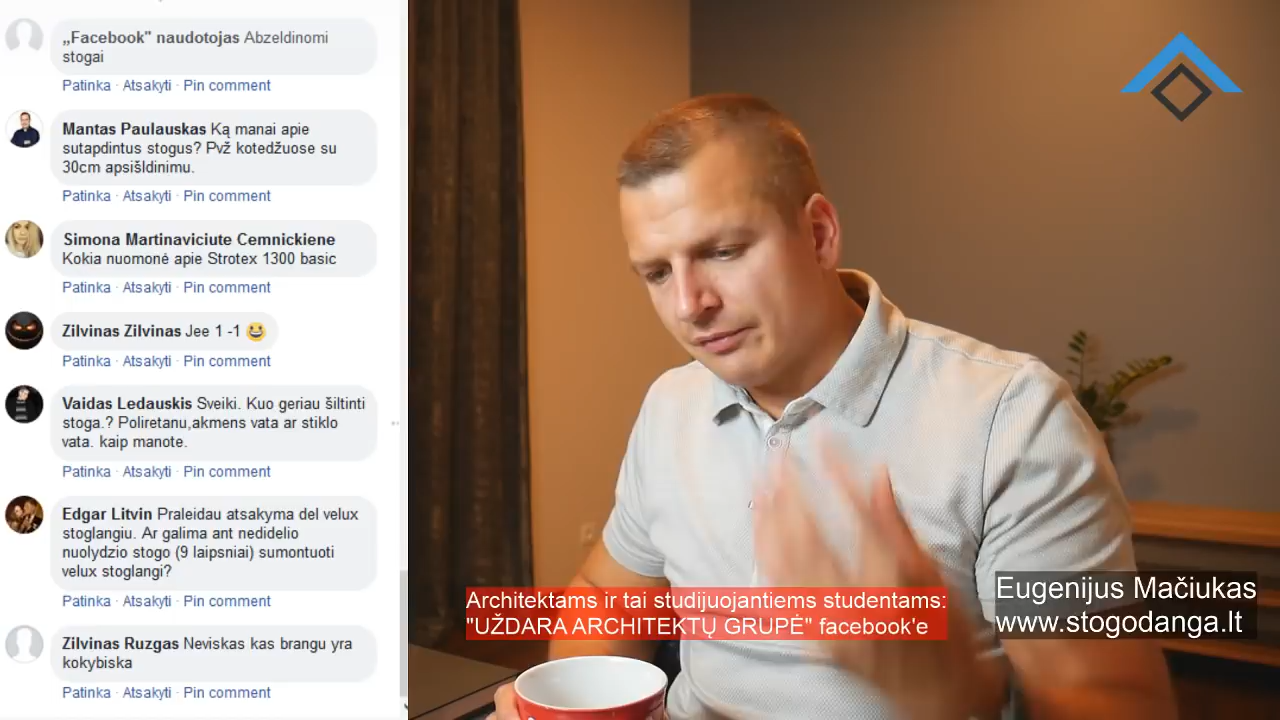 „Facebook" naudotojas Abzeldinomi
stogai
Patinka · Atsakyti · Pin comment
Mantas Paulauskas Ką manai apie
sutapdintus stogus? Pvž kotedžuose su
30cm apsišldinimu.
Patinka · Atsakyti · Pin comment
Simona Martinaviciute Cemnickiene
Kokia nuomonė apie Strotex 1300 basic
Patinka · Atsakyti · Pin comment
Zilvinas Zilvinas Jee 1 -1 😆
Patinka · Atsakyti · Pin comment
Vaidas Ledauskis Sveiki. Kuo geriau šiltinti
stoga.? Poliretanu,akmens vata ar stiklo
vata. kaip manote.
Patinka · Atsakyti · Pin comment
Edgar Litvin Praleidau atsakyma del velux
stoglangiu. Ar galima ant nedidelio
nuolydzio stogo (9 laipsniai) sumontuoti
velux stoglangi?
Patinka · Atsakyti · Pin comment
Zilvinas Ruzgas Neviskas kas brangu yra
kokybiska
Patinka · Atsakyti · Pin comment
Architektams ir tai studijuojantiems studentams:
"UŽDARA ARCHITEKTŲ GRUPĖ" facebook'e
Eugenijus Mačiukas
www.stogodanga.lt